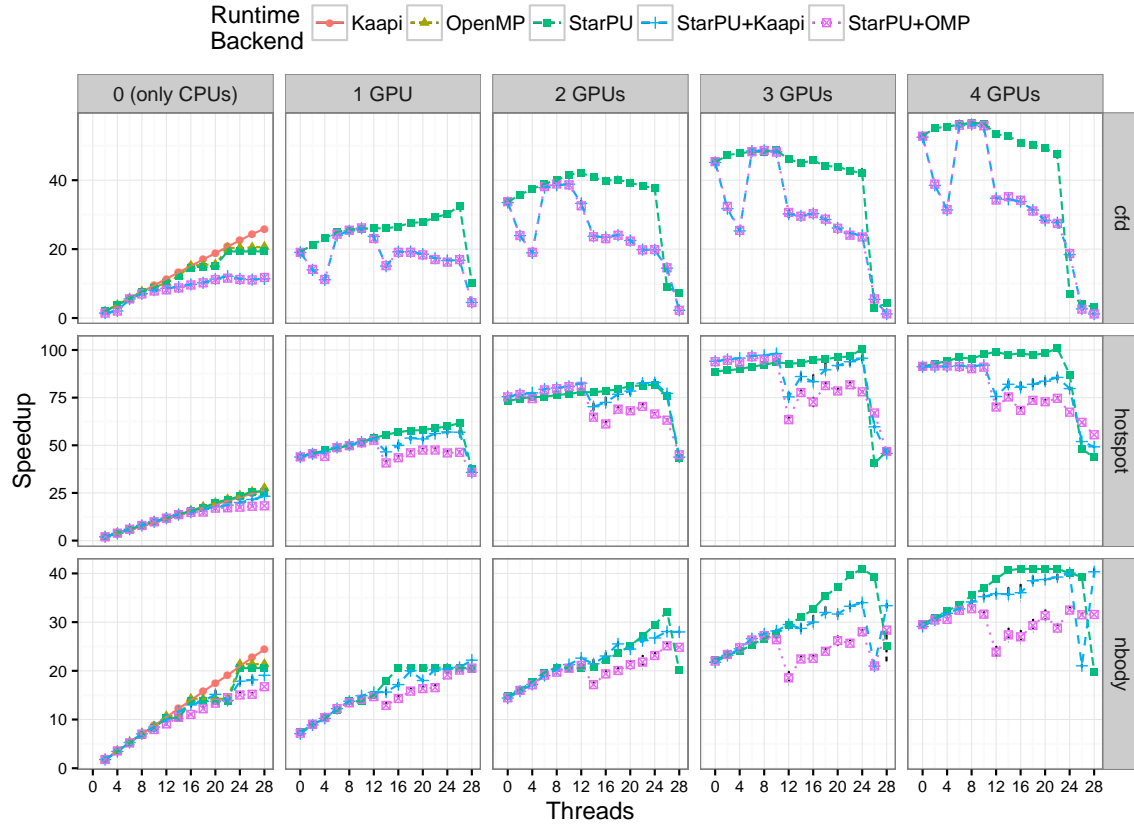 Runtime
Backend
Kaapi OpenMP StarPU StarPU+Kaapi StarPU+OMP
0 (only CPUs) 1 GPU 2 GPUs 3 GPUs 4 GPUs
40
20
0
cfd
100
75
50
25
0
hotspot
40
30
20
10
0
nbody
Speedup
0 4 8 12 16 20 24 28 0 4 8 12 16 20 24 28 0 4 8 12 16 20 24 28 0 4 8 12 16 20 24 28 0 4 8 12 16 20 24 28
Threads